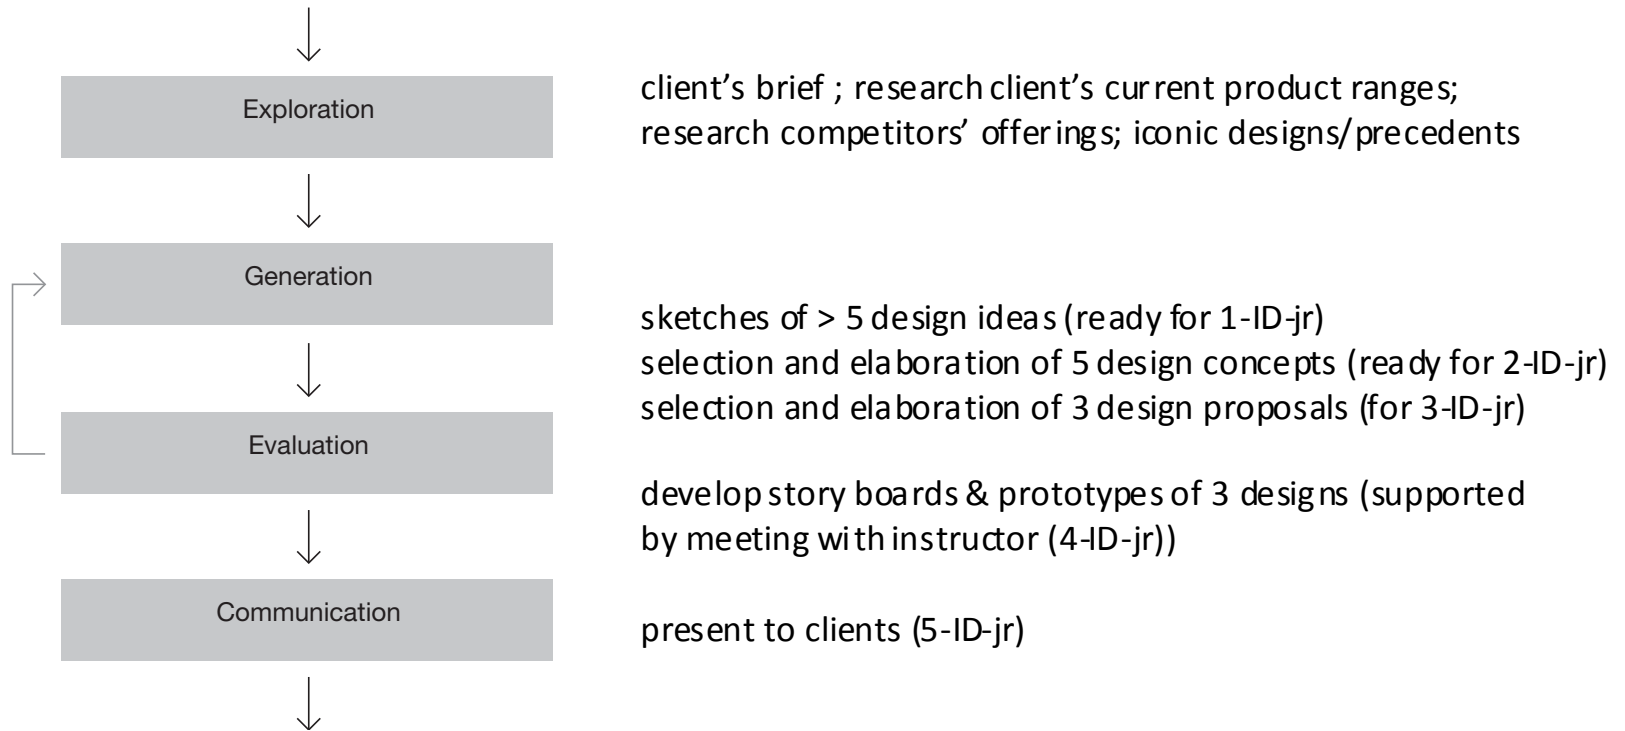 Exploration
client’s brief ; research client’s current product ranges;
research competitors’ offerings; iconic designs/precedents
Generation
sketches of > 5 design ideas (ready for 1-ID-jr)
selection and elaboration of 5 design concepts (ready for 2-ID-jr)
selection and elaboration of 3 design proposals (for 3-ID-jr)
Evaluation
develop story boards & prototypes of 3 designs (supported
by meeting with instructor (4-ID-jr))
Communication
present to clients (5-ID-jr)